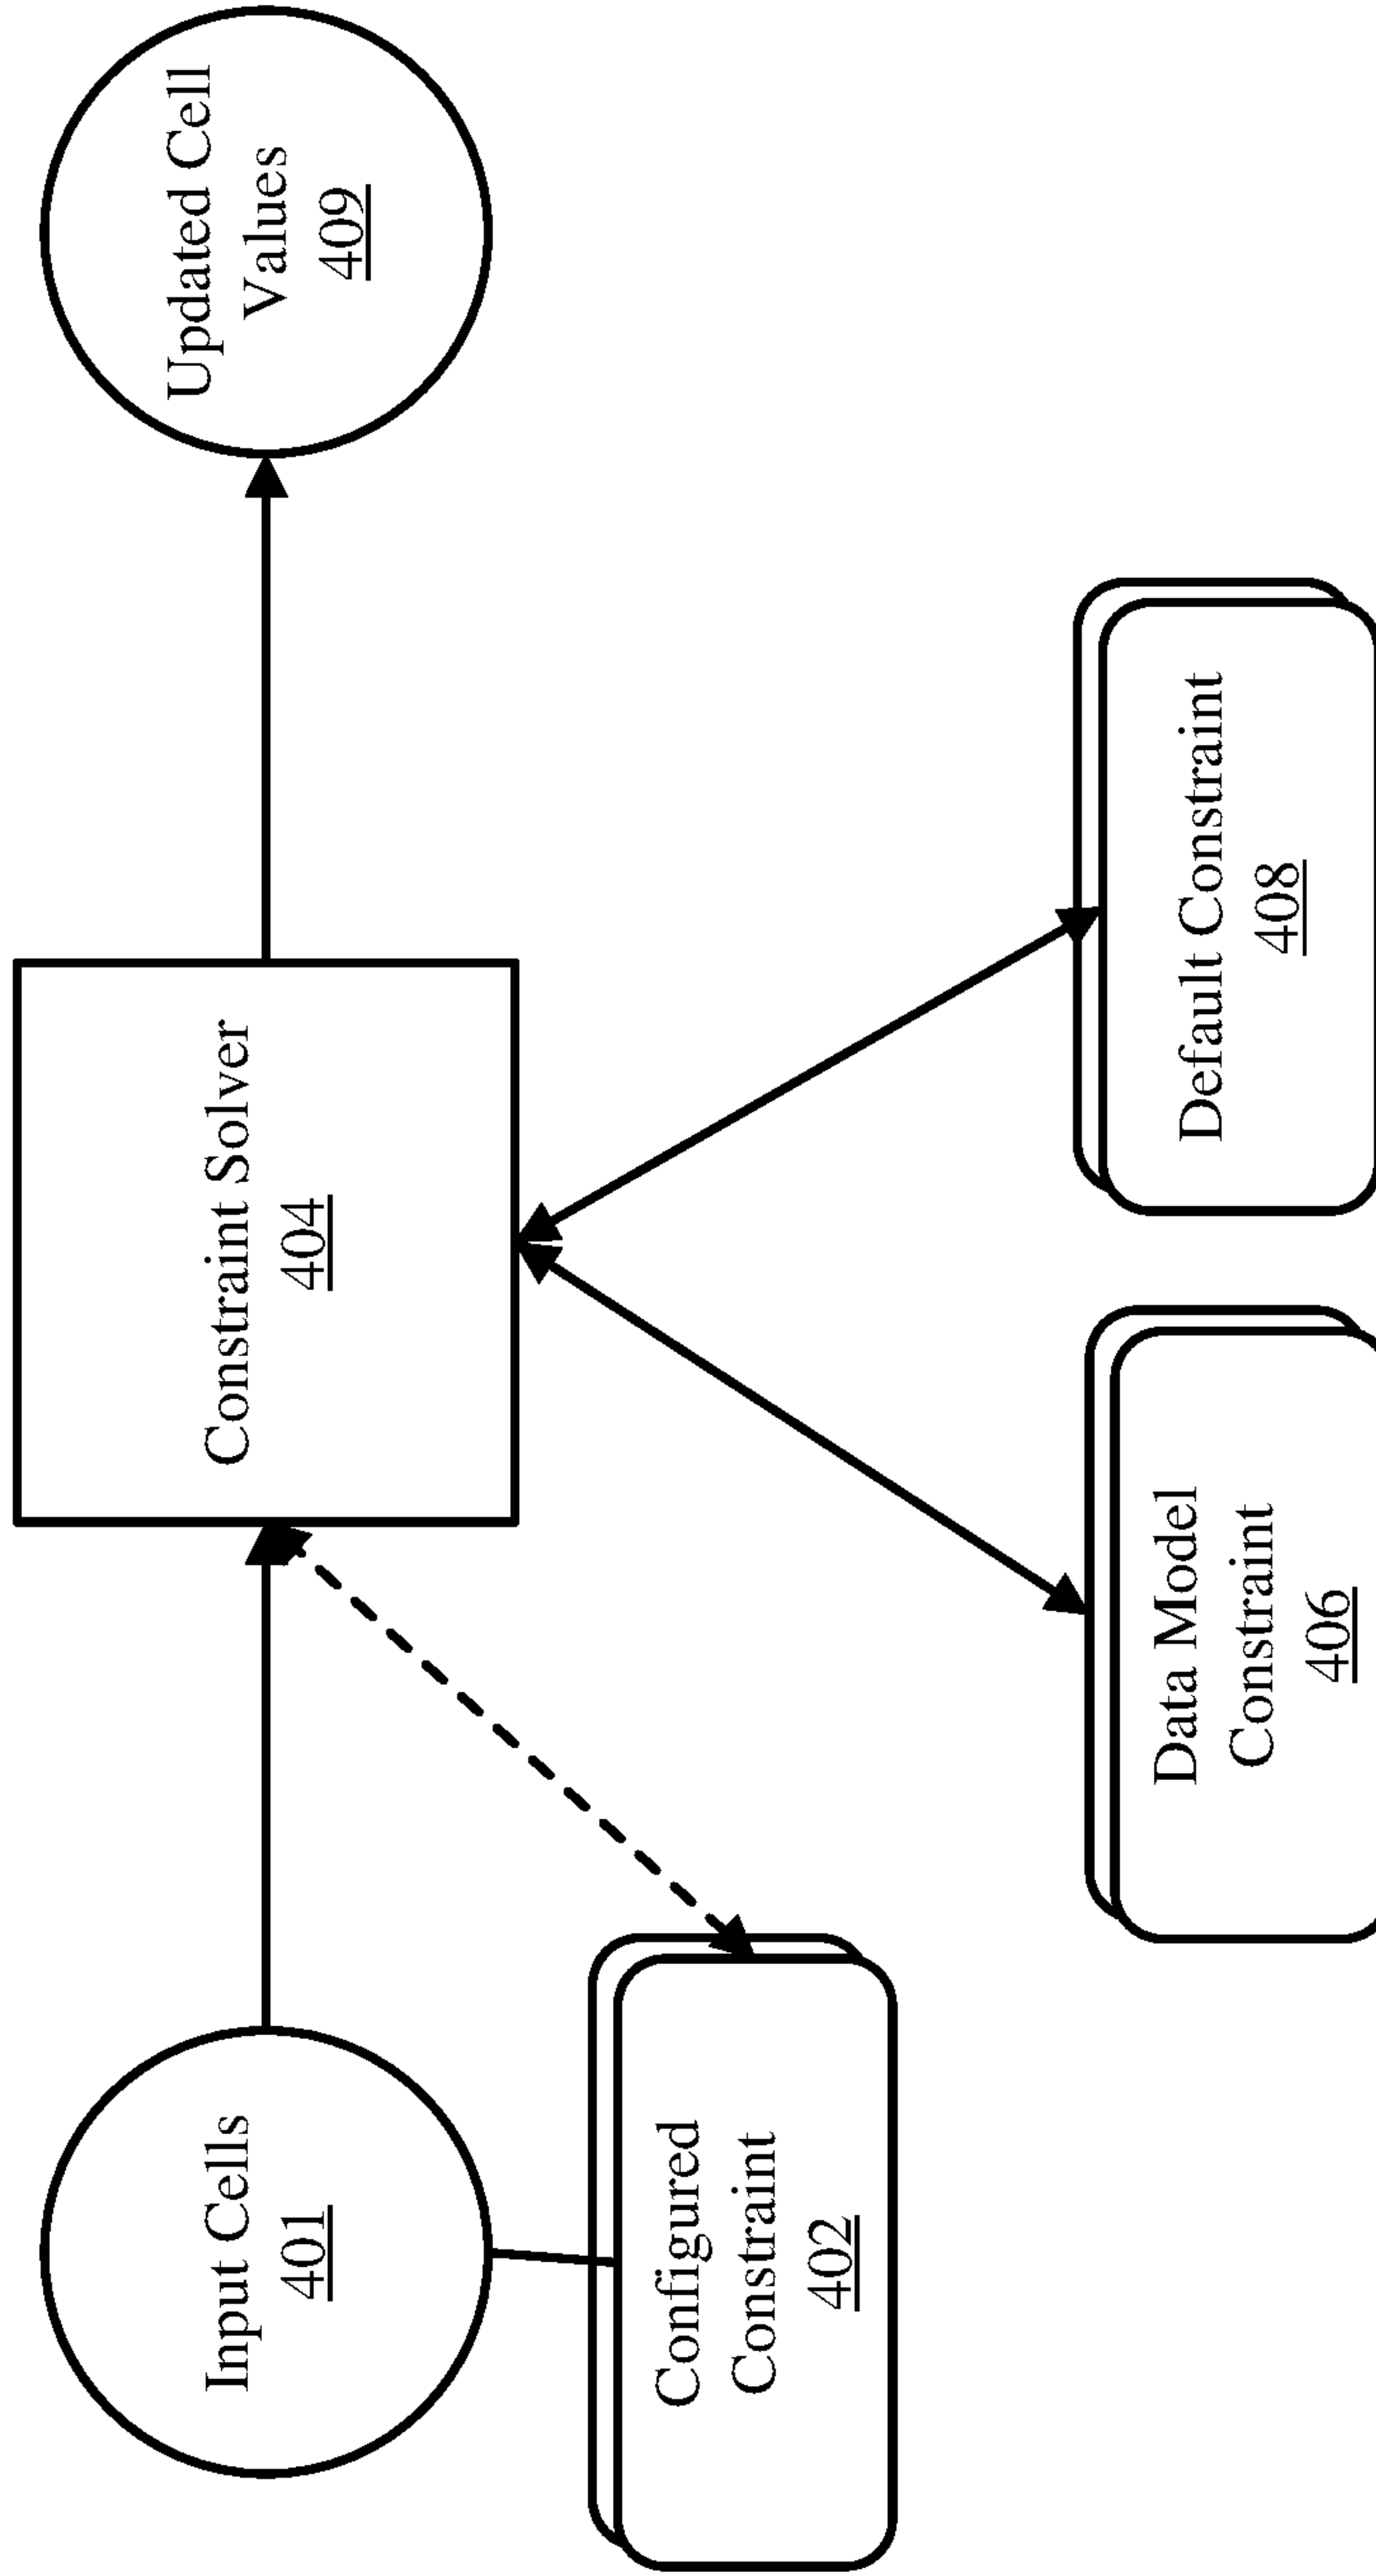 Input Cells
401
Configured
Constraint
402
Constraint Solver
404
Data Model
Constraint
406
Default Constraint
408
Updated Cell
Values
409